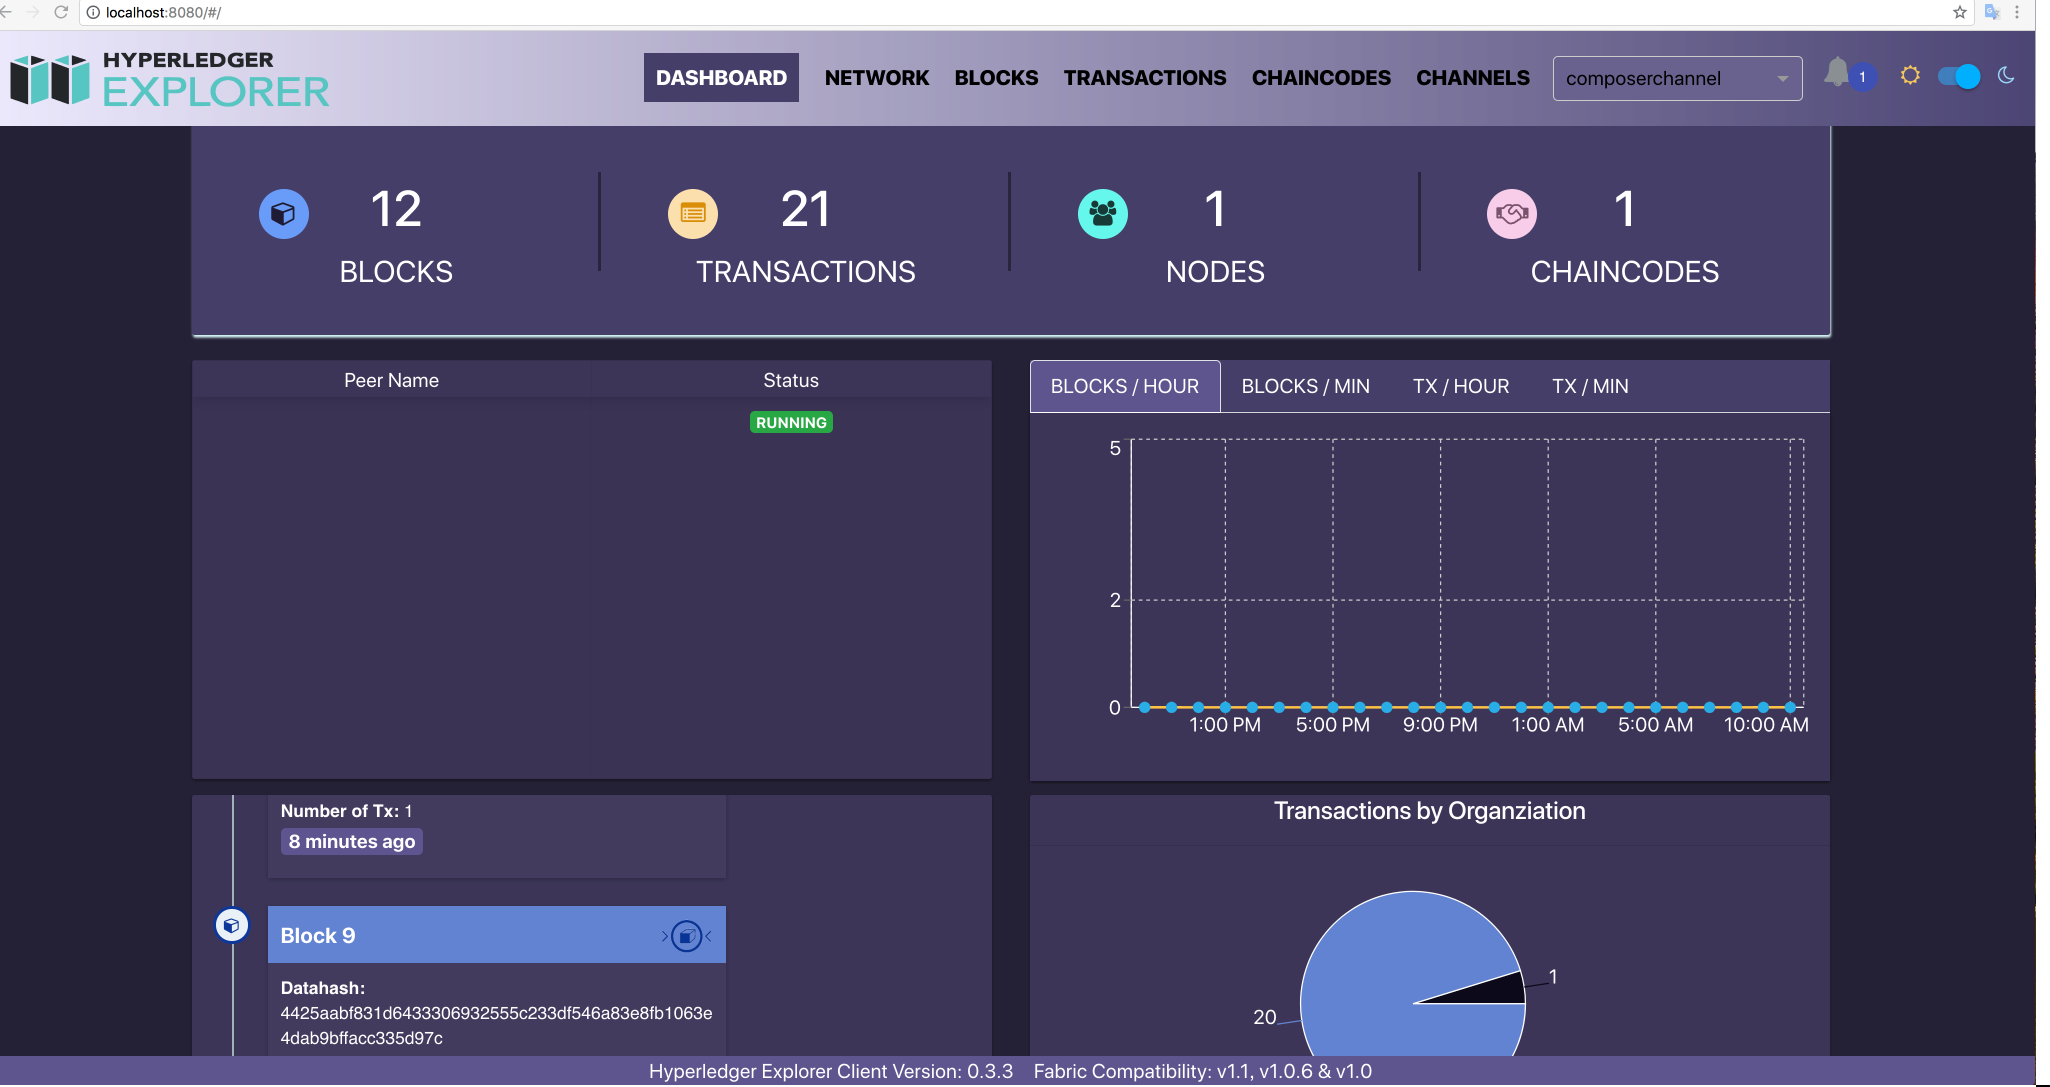 localhost:8080/#/
HYPERLEDGER
EXPLORER
DASHBOARD NETWORK BLOCKS TRANSACTIONS CHAINCODES CHANNELS composerchannel 1
12 21 1 1
BLOCKS TRANSACTIONS NODES CHAINCODES
Peer Name Status
RUNNING
BLOCKS / HOUR BLOCKS / MIN TX / HOUR TX / MIN
5
2
0
1:00 PM 5:00 PM 9:00 PM 1:00 AM 5:00 AM 10:00 AM
Number of Tx: 1
8 minutes ago
Block 9
Datahash:
4425aabf831d6433306932555c233df546a83e8fb1063e
4dab9bffacc335d97c
Transactions by Organziation
1
20
Hyperledger Explorer Client Version: 0.3.3 Fabric Compatibility: v1.1, v1.0.6 & v1.0